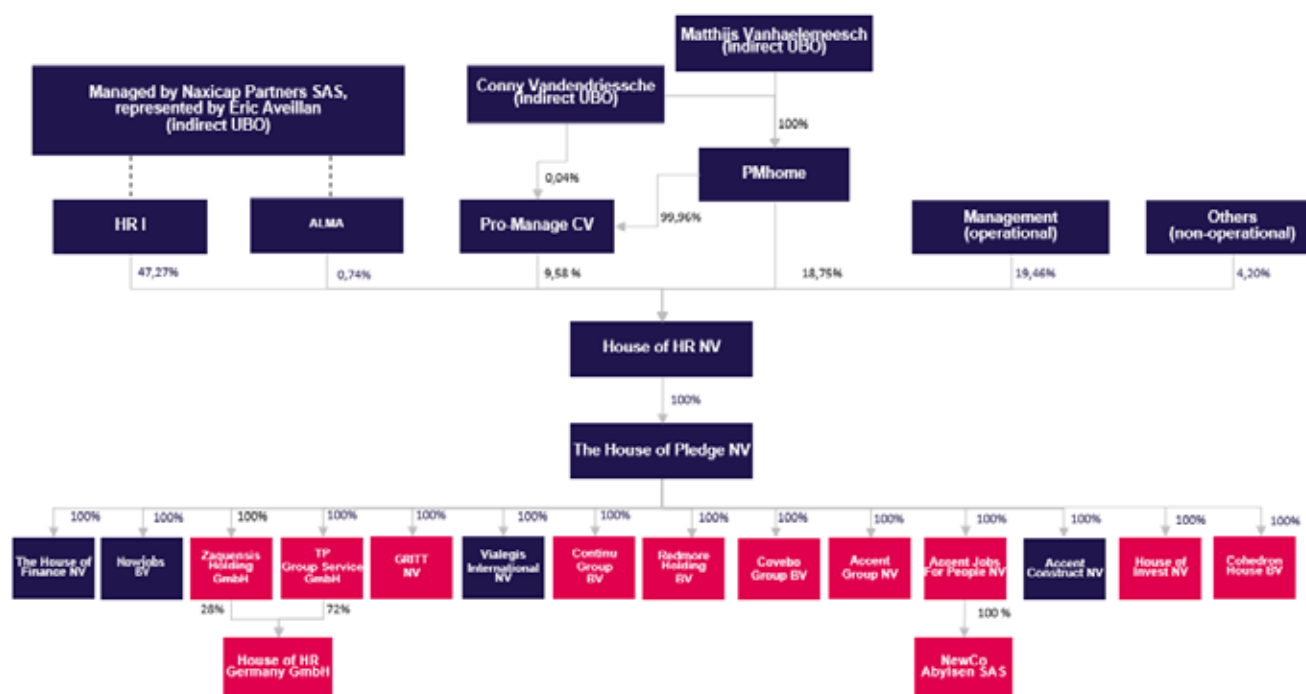 Matthijs Vanhaelemeesch
(indirect UBO)
Managed by Naxicap Partners SAS,
represented by Eric Aveillan
(indirect UBO)
Conny Vandendriessche
(indirect UBO)
100%
PMhome
0,04%
99,96%
HR I
ALMA
Pro-Manage CV
Management
(operational)
Others
(non-operational)
47,27%
0,74%
9,58 %
18,75%
19,46%
4,20%
House of HR NV
100%
The House of Pledge NV
100%
100%
100%
100%
100%
100%
100%
100%
100%
100%
100%
100%
100%
100%
The House of
Finance NV
Nowjobs
BV
Zaquensis
Holding
GmbH
TP
Group Service
GmbH
GRITT
NV
Vialegis
International
NV
Continu
Group
BV
Redmore
Holding
BV
Covebo
Group BV
Accent
Group NV
Accent Jobs
For People NV
Accent
Construct NV
House of
Invest NV
Cohedron
House BV
28%
72%
100 %
House of HR
Germany GmbH
NewCo
Abylsen SAS